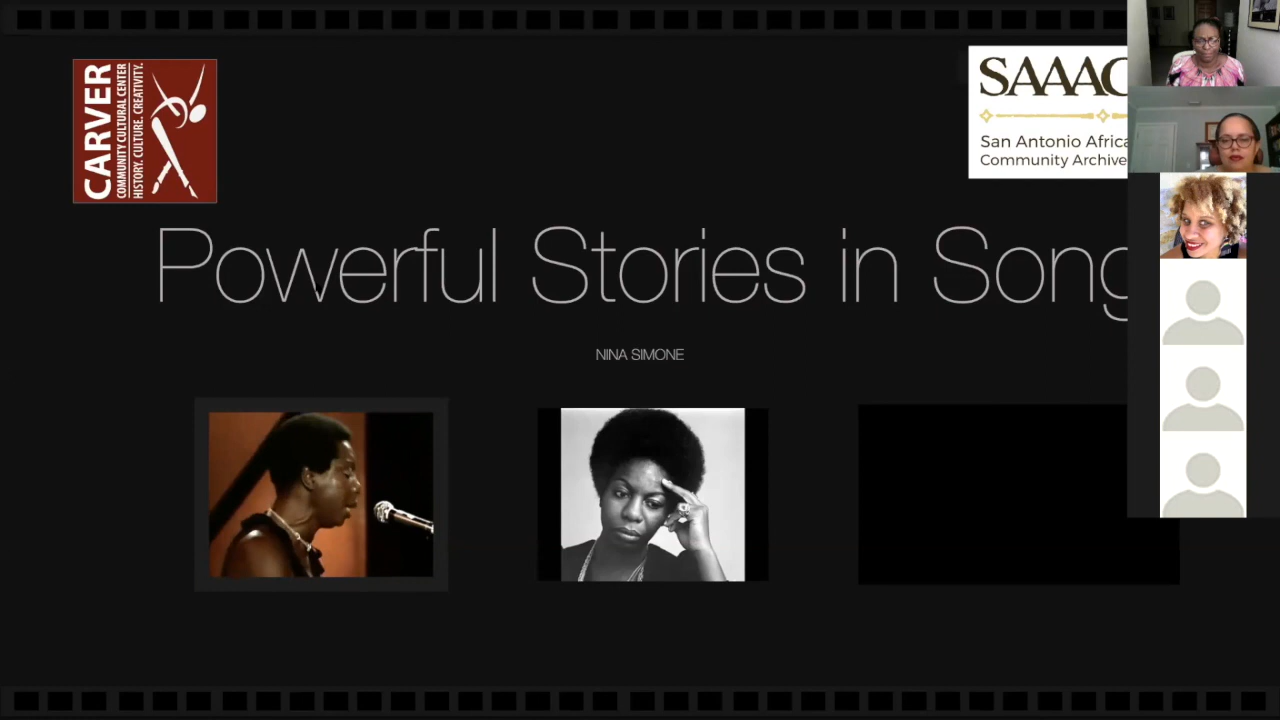 CARVER
COMMUNITY CULTURAL CENTER
HISTORY. CULTURE. CREATIVITY.
SAAAC
San Antonio Africa
Community Archive
Powerful Stories in Song
NINA SIMONE